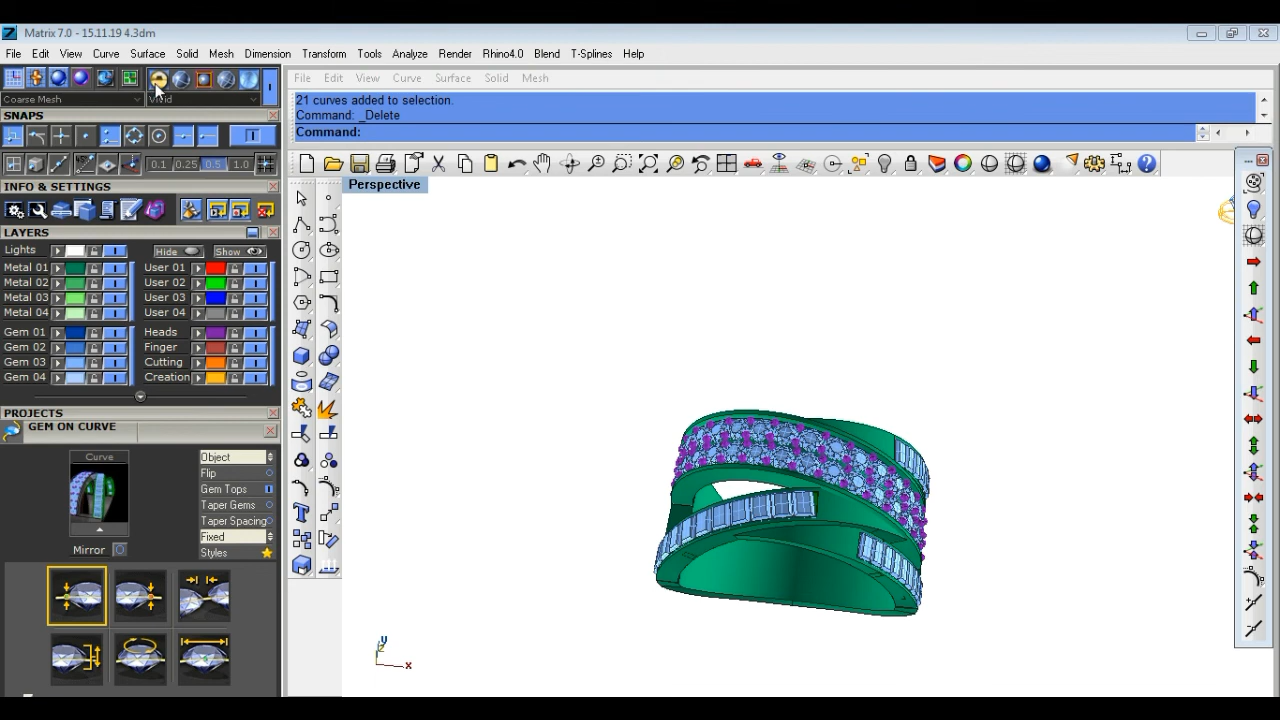 Matrix 7.0 - 15.11.19 4.3dm
File Edit View Curve Surface Solid Mesh Dimension Transform Tools Analyze Render Rhino4.0 Blend T-Splines Help
File Edit View Curve Surface Solid Mesh
Coarse Mesh Vivid
21 curves added to selection.
Command: _Delete
Command:
SNAPS
0.1 0.25 0.5 1.0
INFO & SETTINGS
LAYERS
Lights Hide Show
Metal 01 User 01
Metal 02 User 02
Metal 03 User 03
Metal 04 User 04
Gem 01 Heads
Gem 02 Finger
Gem 03 Cutting
Gem 04 Creation
PROJECTS
GEM ON CURVE
Curve
Object
Flip
Gem Tops
Taper Gems
Taper Spacing
Fixed
Mirror
Styles
Perspective
y
z
x